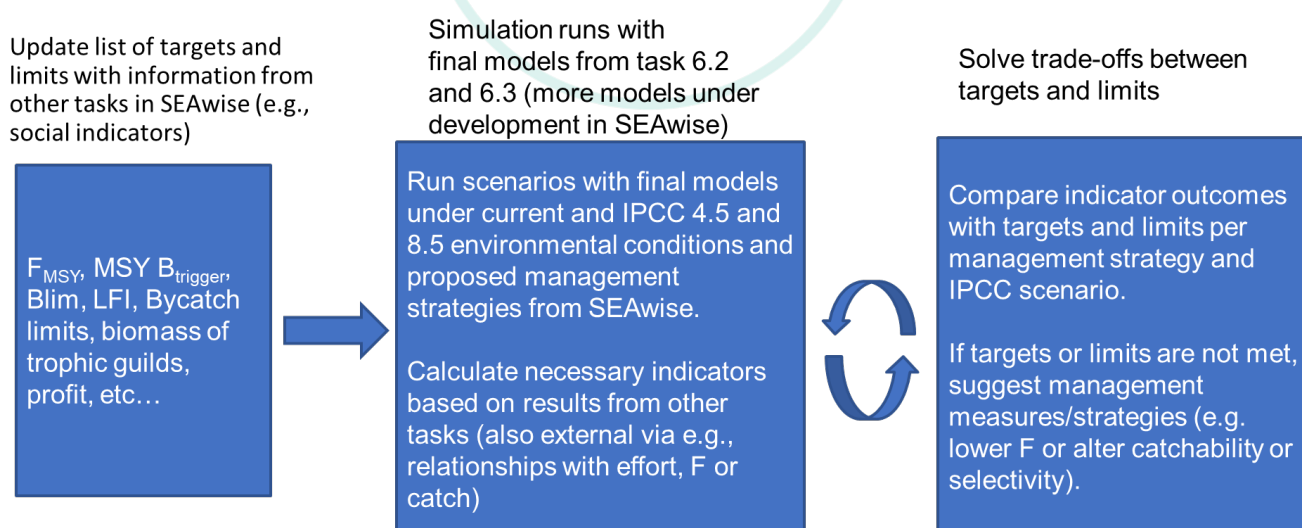 Update list of targets and
limits with information from
other tasks in SEAwise (e.g.,
social indicators)
F_MSY, MSY B_trigger,
Blim, LFI, Bycatch
limits, biomass of
trophic guilds,
profit, etc…
Simulation runs with
final models from task 6.2
and 6.3 (more models under
development in SEAwise)
Run scenarios with final models
under current and IPCC 4.5 and
8.5 environmental conditions and
proposed management
strategies from SEAwise.
Calculate necessary indicators
based on results from other
tasks (also external via e.g.,
relationships with effort, F or
catch)
Solve trade-offs between
targets and limits
Compare indicator outcomes
with targets and limits per
management strategy and
IPCC scenario.
If targets or limits are not met,
suggest management
measures/strategies (e.g.
lower F or alter catchability or
selectivity).